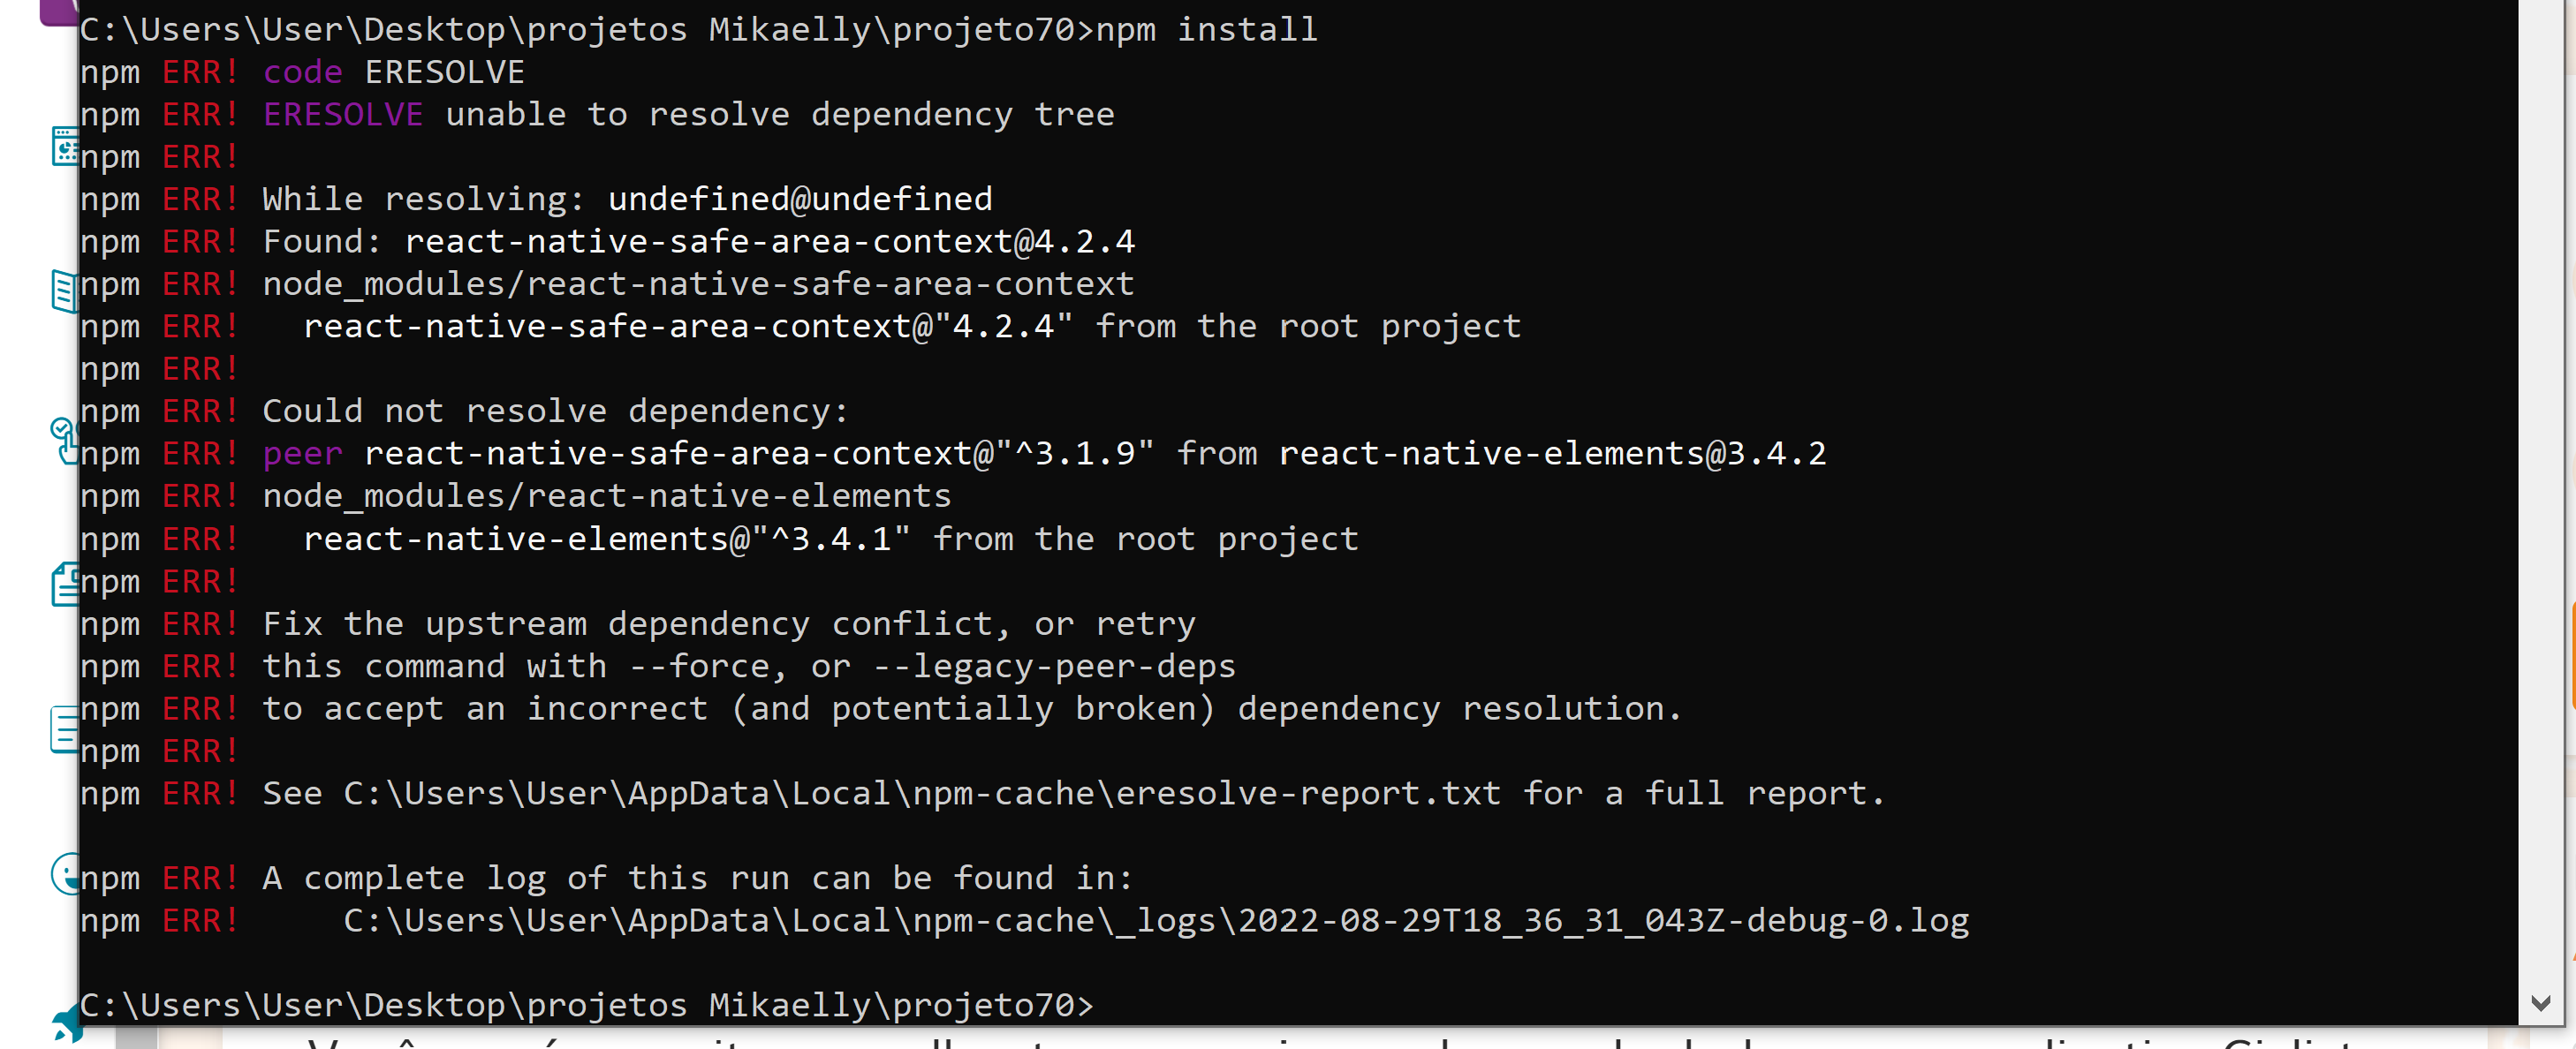 C:\Users\User\Desktop\projetos Mikaelly\projeto70>npm install
npm ERR! code ERESOLVE
npm ERR! ERESOLVE unable to resolve dependency tree
npm ERR!
npm ERR! While resolving: undefined@undefined
npm ERR! Found: react-native-safe-area-context@4.2.4
npm ERR! node_modules/react-native-safe-area-context
npm ERR!   react-native-safe-area-context@"4.2.4" from the root project
npm ERR!
npm ERR! Could not resolve dependency:
npm ERR! peer react-native-safe-area-context@"^3.1.9" from react-native-elements@3.4.2
npm ERR! node_modules/react-native-elements
npm ERR!   react-native-elements@"^3.4.1" from the root project
npm ERR!
npm ERR! Fix the upstream dependency conflict, or retry
npm ERR! this command with --force, or --legacy-peer-deps
npm ERR! to accept an incorrect (and potentially broken) dependency resolution.
npm ERR!
npm ERR! See C:\Users\User\AppData\Local\npm-cache\eresolve-report.txt for a full report.
npm ERR! A complete log of this run can be found in:
npm ERR!     C:\Users\User\AppData\Local\npm-cache\_logs\2022-08-29T18_36_31_043Z-debug-0.log
C:\Users\User\Desktop\projetos Mikaelly\projeto70>